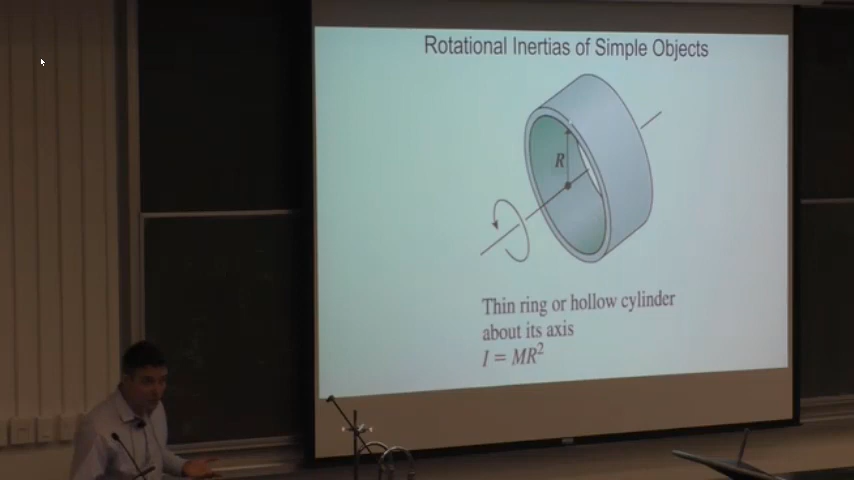 Rotational Inertias of Simple Objects
R
Thin ring or hollow cylinder
about its axis
I = MR²